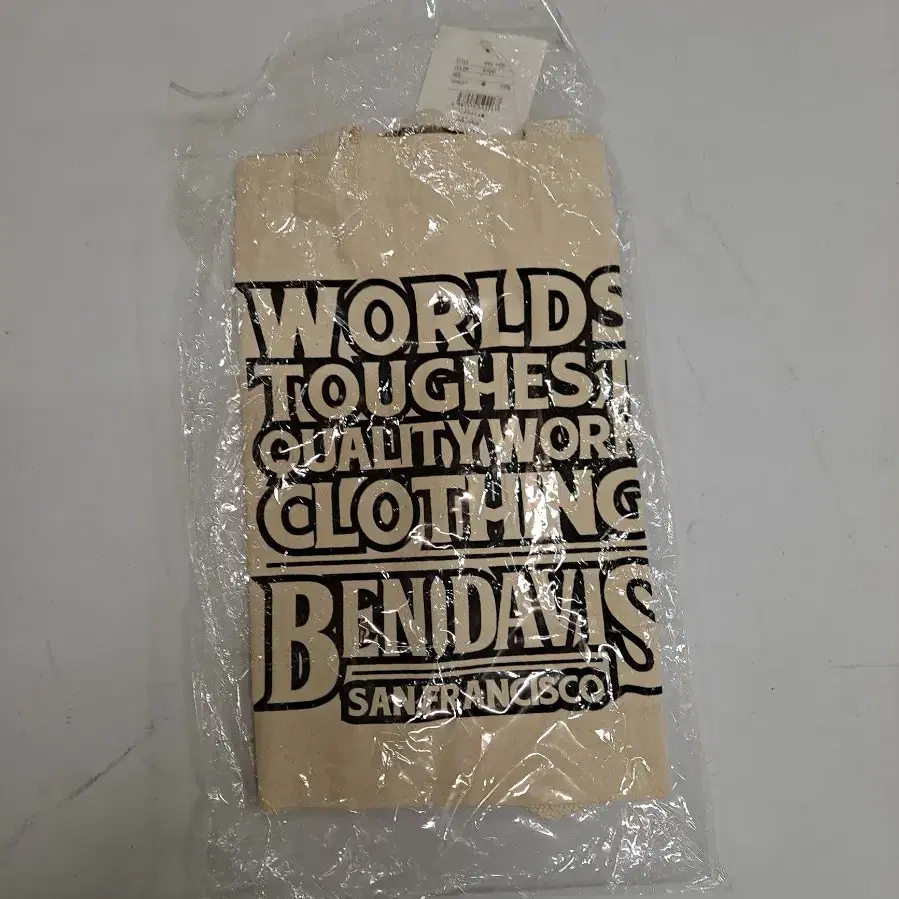 WORLDS
TOUGHEST
QUALITY WORK
CLOTHING
BEN DAVIS
SAN FRANCISCO